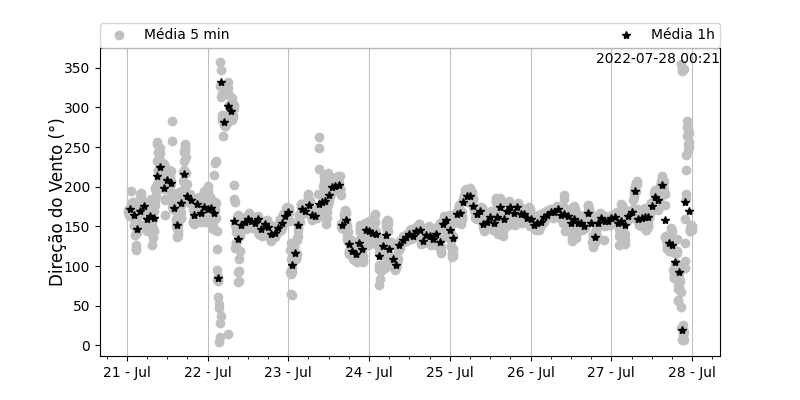 Média 5 min
Média 1h
2022-07-28 00:21
Direção do Vento (°)
350
300
250
200
150
100
50
0
21 - Jul
22 - Jul
23 - Jul
24 - Jul
25 - Jul
26 - Jul
27 - Jul
28 - Jul